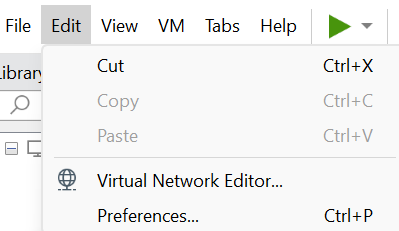 File Edit View VM Tabs Help
Library
Cut Ctrl+X
Copy Ctrl+C
Paste Ctrl+V
Virtual Network Editor...
Preferences... Ctrl+P